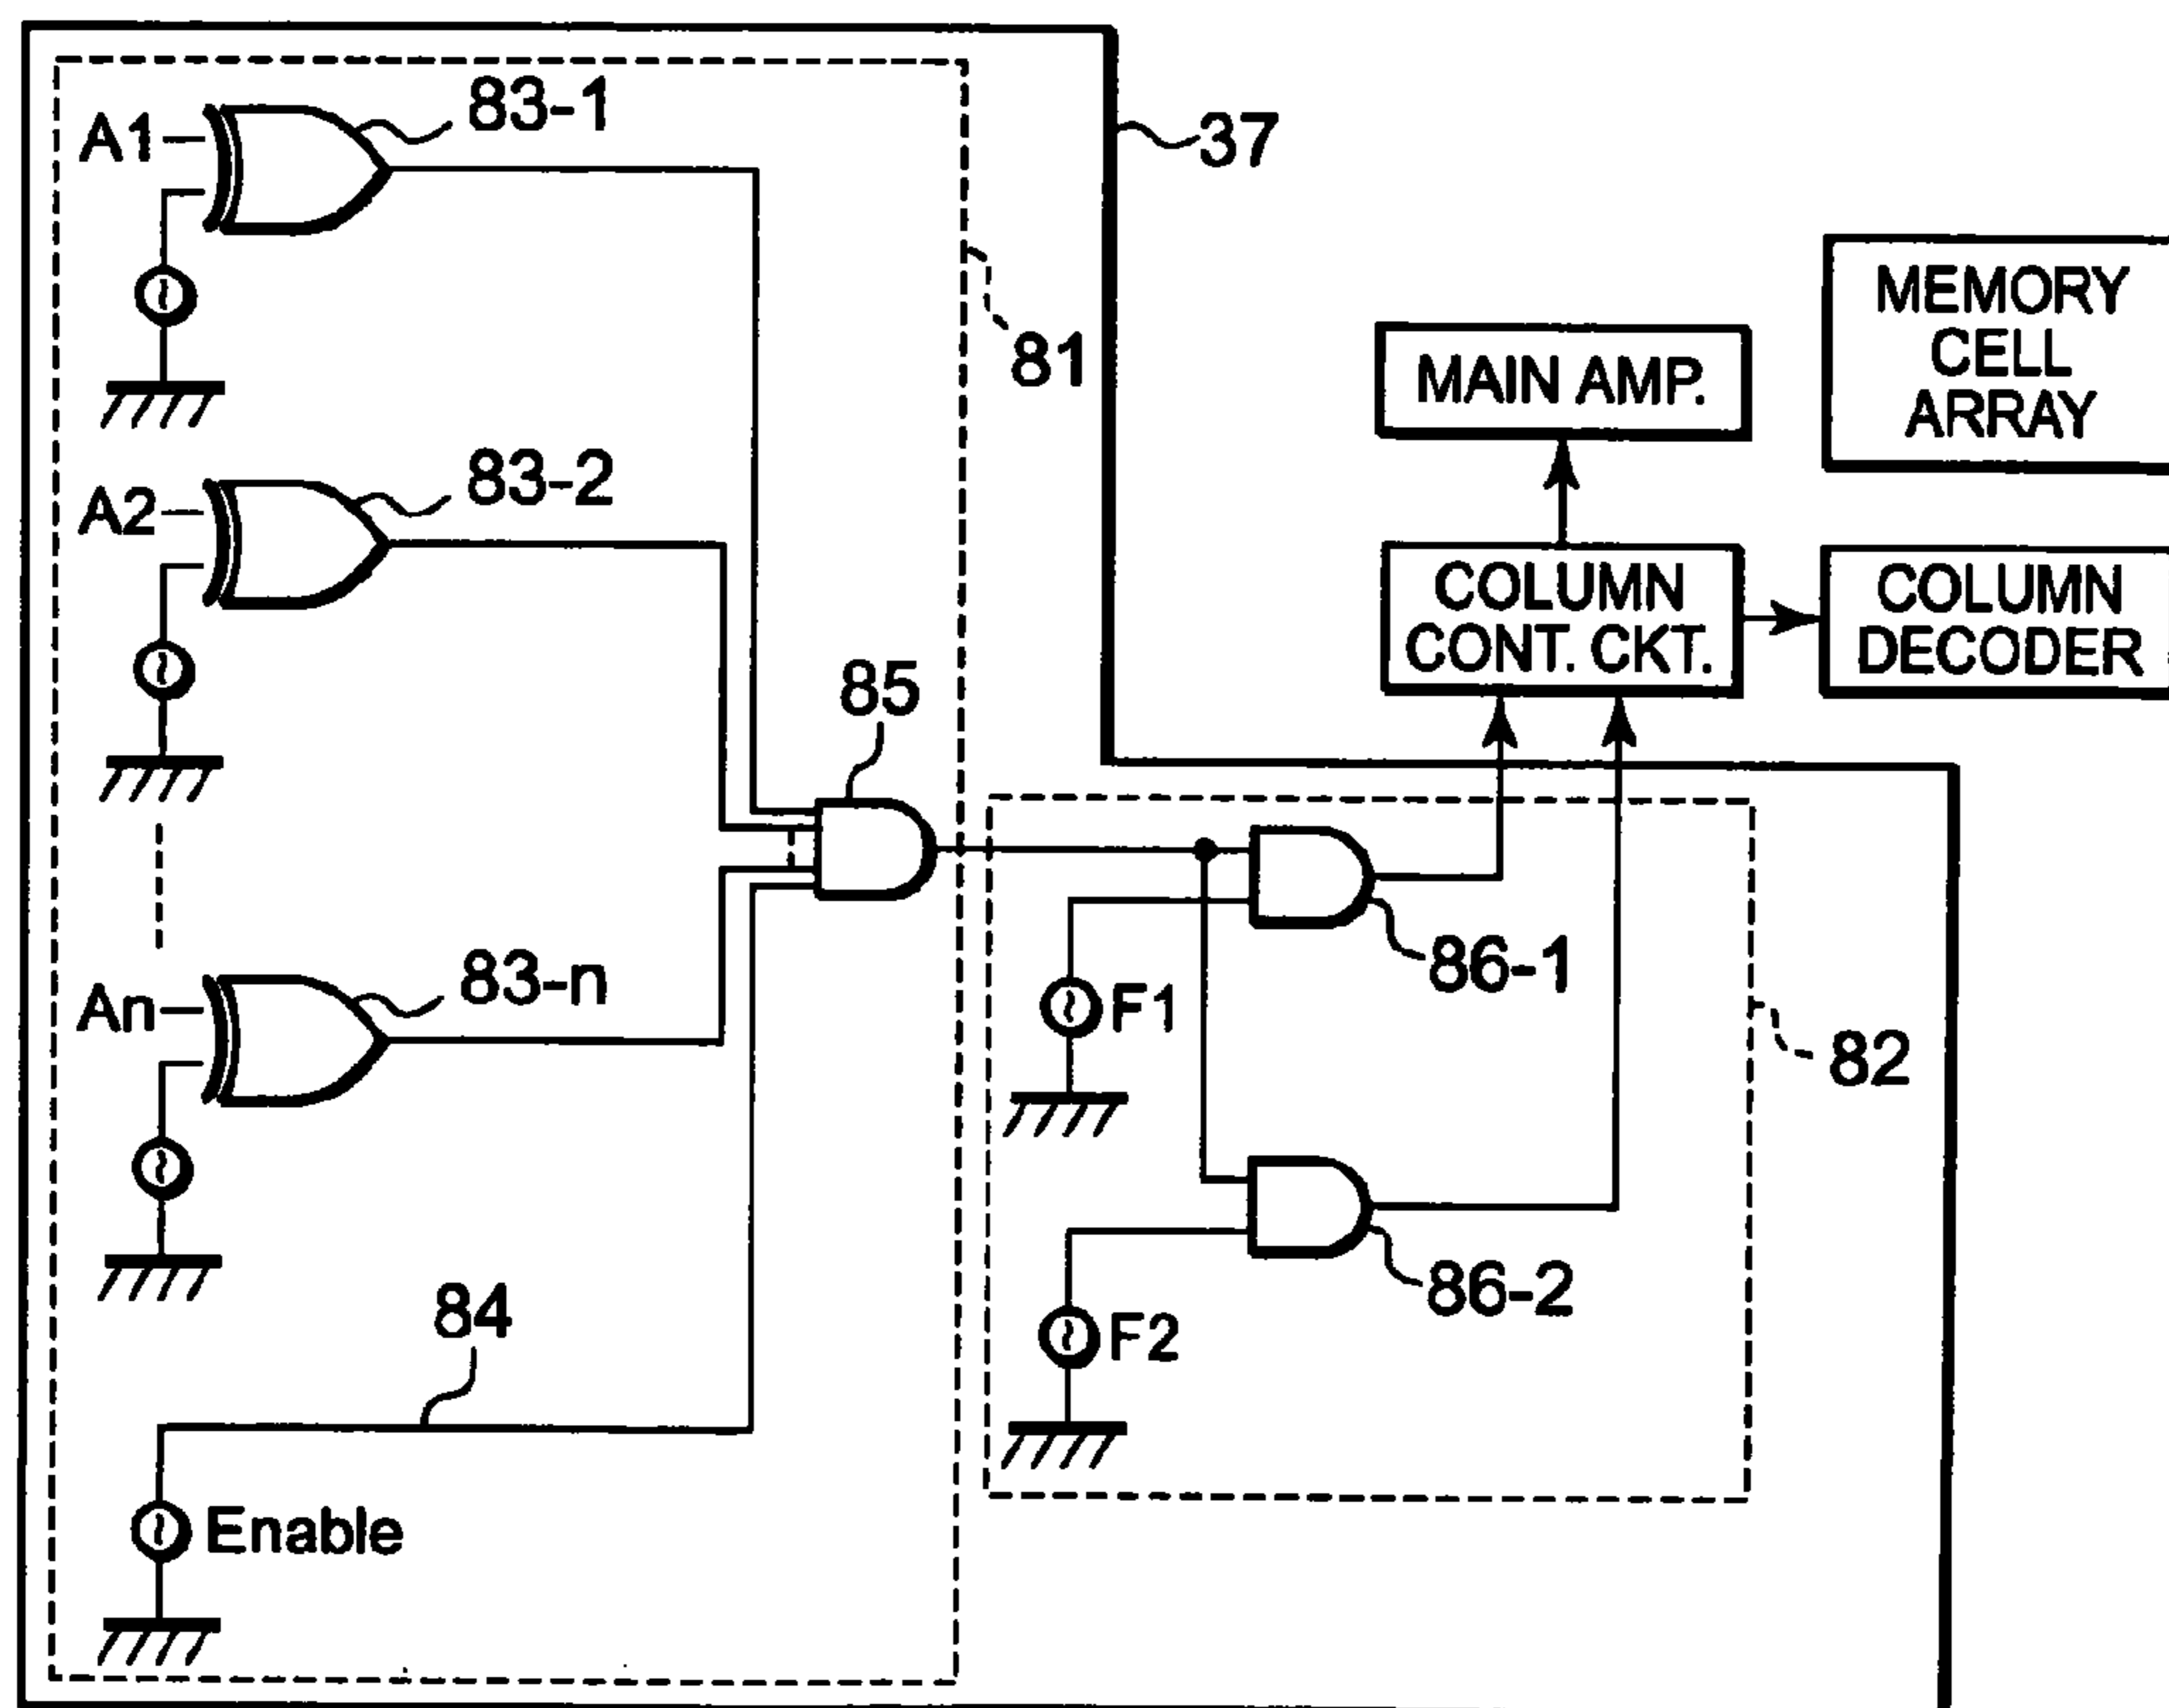 A1
83-1
37
81
MEMORY
CELL
ARRAY
MAIN AMP.
A2
83-2
COLUMN
CONT. CKT.
COLUMN
DECODER
85
An
83-n
86-1
F1
82
84
86-2
F2
Enable